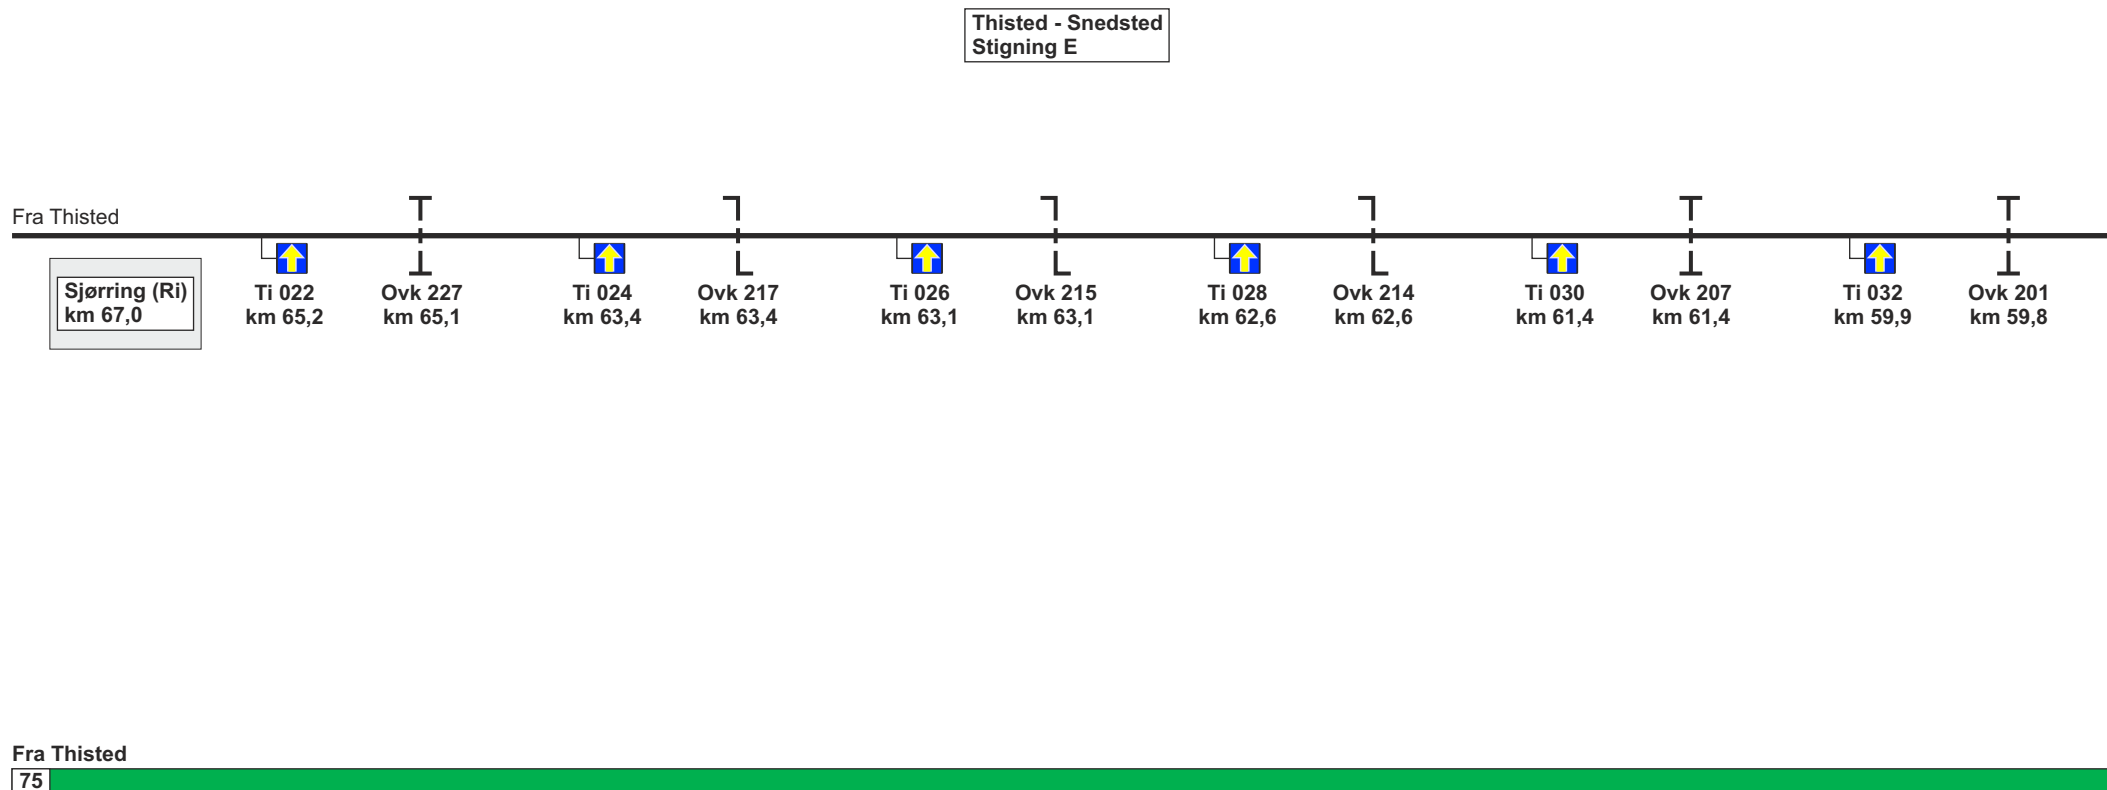 Thisted - Snedsted
Stigning E
Fra Thisted
Sjørring (Ri)
km 67,0
Ti 022
km 65,2
Ovk 227
km 65,1
Ti 024
km 63,4
Ovk 217
km 63,4
Ti 026
km 63,1
Ovk 215
km 63,1
Ti 028
km 62,6
Ovk 214
km 62,6
Ti 030
km 61,4
Ovk 207
km 61,4
Ti 032
km 59,9
Ovk 201
km 59,8
Fra Thisted
75